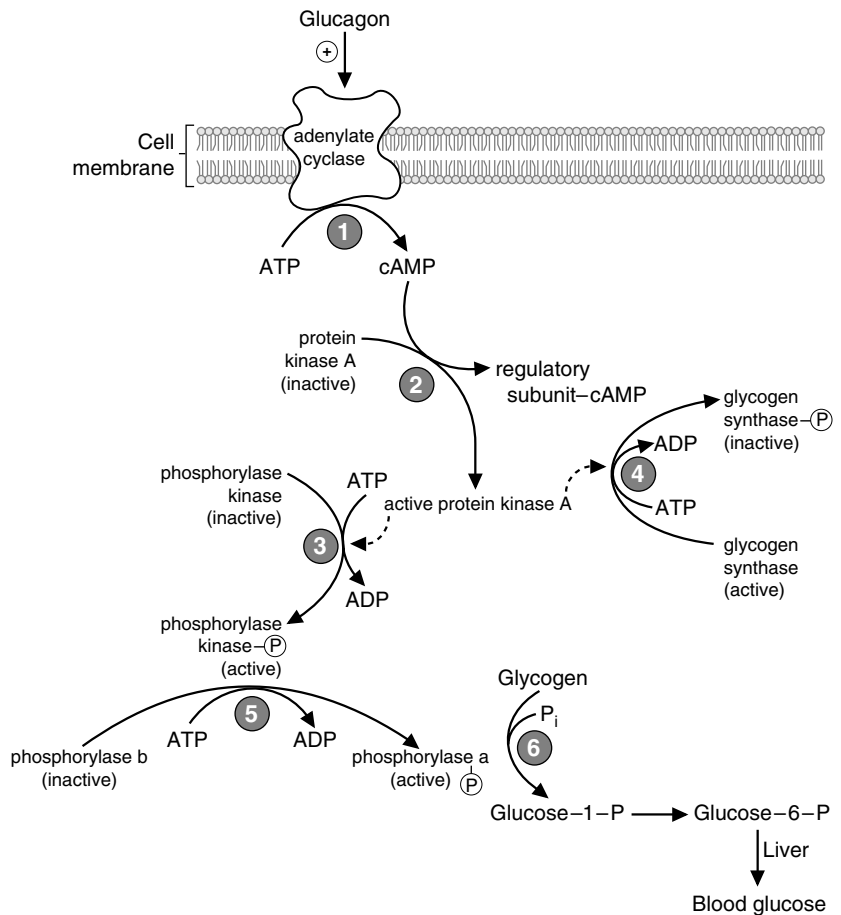 Glucagon
+
Cell
membrane
adenylate
cyclase
1
ATP
cAMP
protein
kinase A
(inactive)
2
regulatory
subunit–cAMP
glycogen
synthase–P
(inactive)
ADP
4
ATP
glycogen
synthase
(active)
phosphorylase
kinase
(inactive)
ATP
active protein kinase A
3
ADP
phosphorylase
kinase–P
(active)
5
ATP
ADP
phosphorylase b
(inactive)
phosphorylase a
(active) P
Glycogen
Pi
6
Glucose–1–P
Glucose–6–P
Liver
Blood glucose